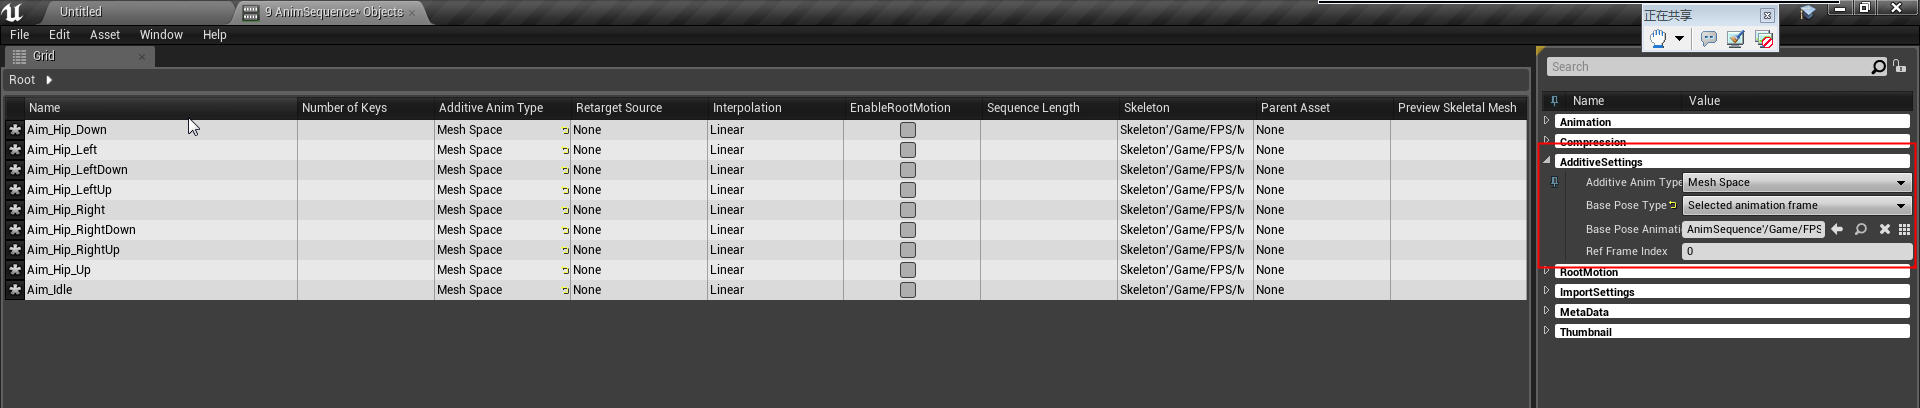 Untitled
9 AnimSequence* Objects
正在共享
File Edit Asset Window Help
Grid
Root
Name Number of Keys Additive Anim Type Retarget Source Interpolation EnableRootMotion Sequence Length Skeleton Parent Asset Preview Skeletal Mesh
Aim_Hip_Down Mesh Space None Linear Skeleton'/Game/FPS/M None
Aim_Hip_Left Mesh Space None Linear Skeleton'/Game/FPS/M None
Aim_Hip_LeftDown Mesh Space None Linear Skeleton'/Game/FPS/M None
Aim_Hip_LeftUp Mesh Space None Linear Skeleton'/Game/FPS/M None
Aim_Hip_Right Mesh Space None Linear Skeleton'/Game/FPS/M None
Aim_Hip_RightDown Mesh Space None Linear Skeleton'/Game/FPS/M None
Aim_Hip_RightUp Mesh Space None Linear Skeleton'/Game/FPS/M None
Aim_Hip_Up Mesh Space None Linear Skeleton'/Game/FPS/M None
Aim_Idle Mesh Space None Linear Skeleton'/Game/FPS/M None
Search
Name Value
Animation
Compression
AdditiveSettings
Additive Anim Type Mesh Space
Base Pose Type Selected animation frame
Base Pose Animati AnimSequence'/Game/FPS
Ref Frame Index 0
RootMotion
ImportSettings
MetaData
Thumbnail